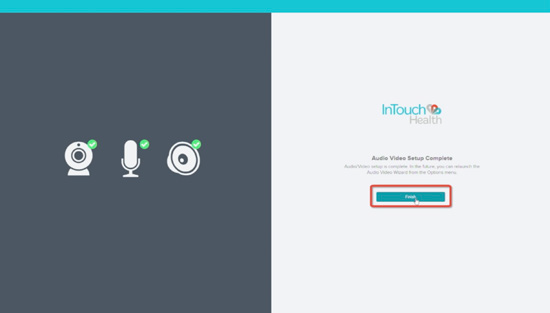 InTouch
Health
Audio Video Setup Complete
Audio/Video setup is complete. In the future, you can relaunch the
Audio Video Wizard from the Options menu.
Finish